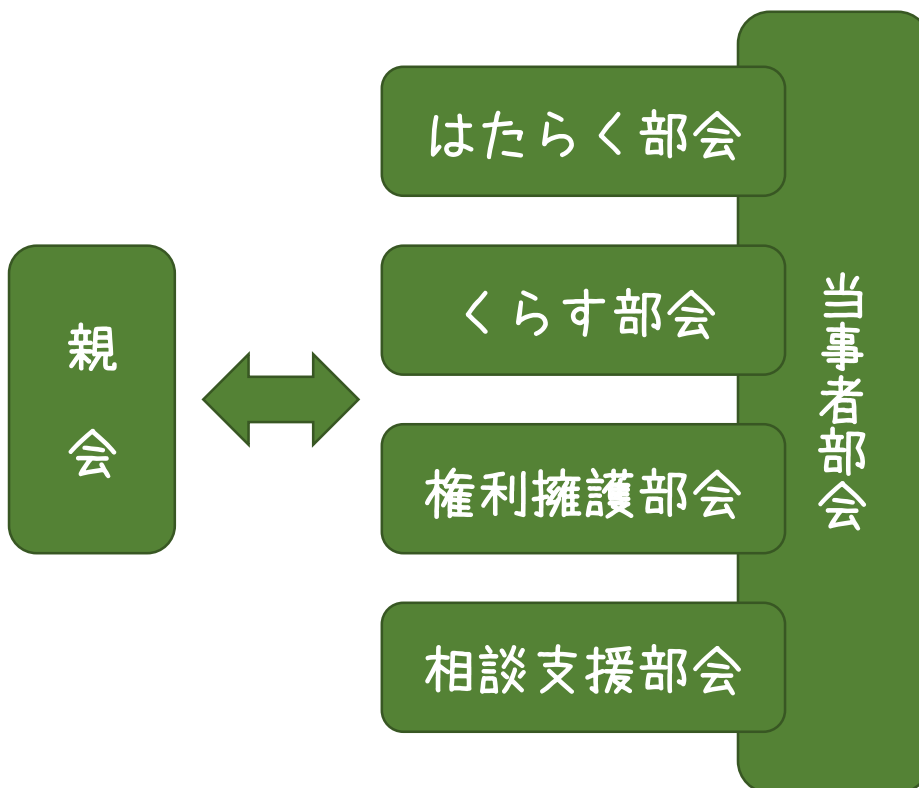 親会
はたらく部会
くらす部会
権利擁護部会
相談支援部会
当事者部会